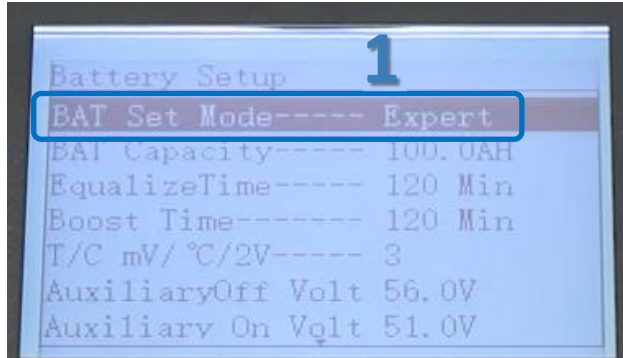 1
Battery Setup
BAT Set Mode----- Expert
BAT Capacity----- 100.0AH
EqualizeTime----- 120 Min
Boost Time------- 120 Min
T/C mV/℃/2V----- 3
AuxiliaryOff Volt 56.0V
Auxiliary On Volt 51.0V